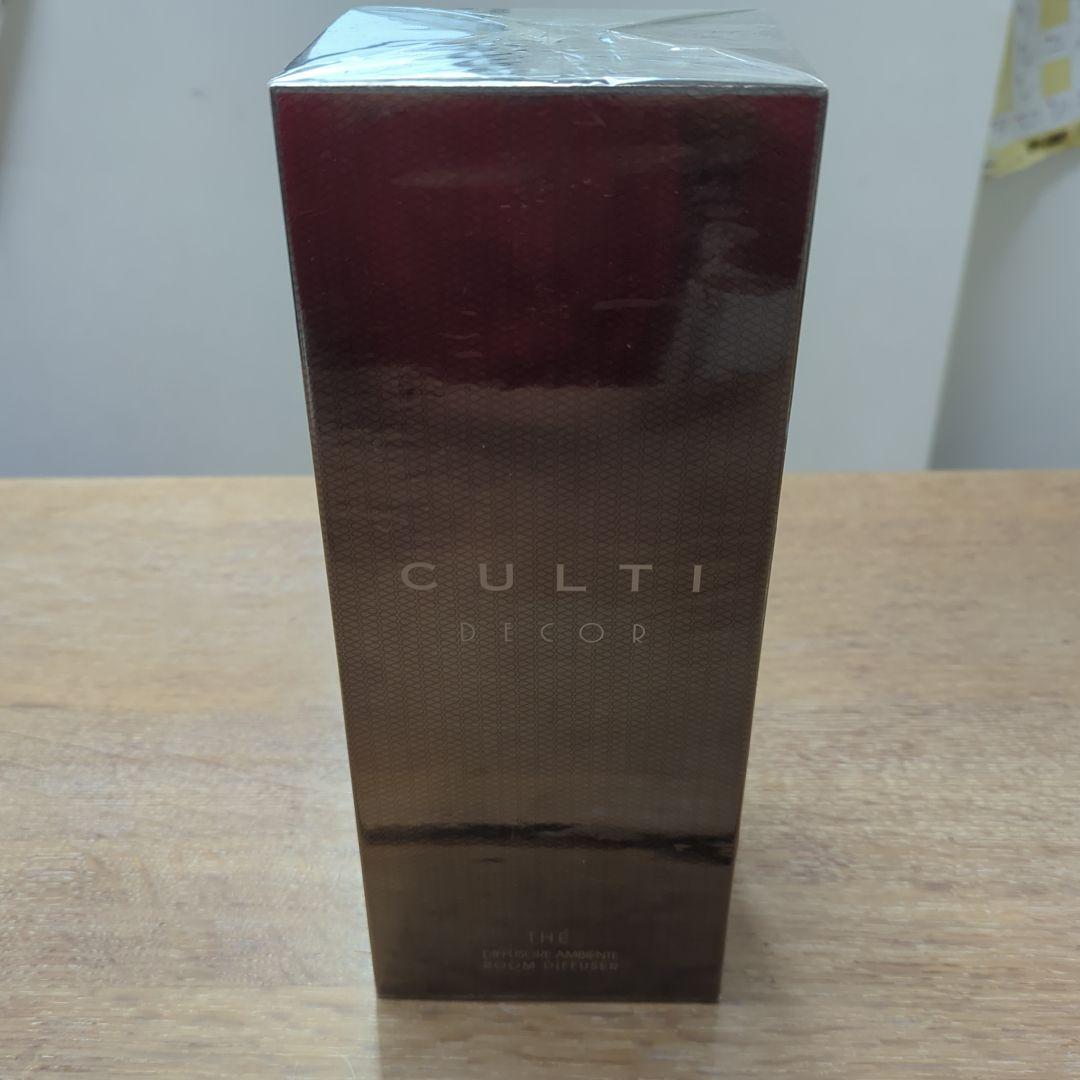 CULTI
DECOR
THÉ
DIFFUSORE AMBIENTE
ROOM DIFFUSER